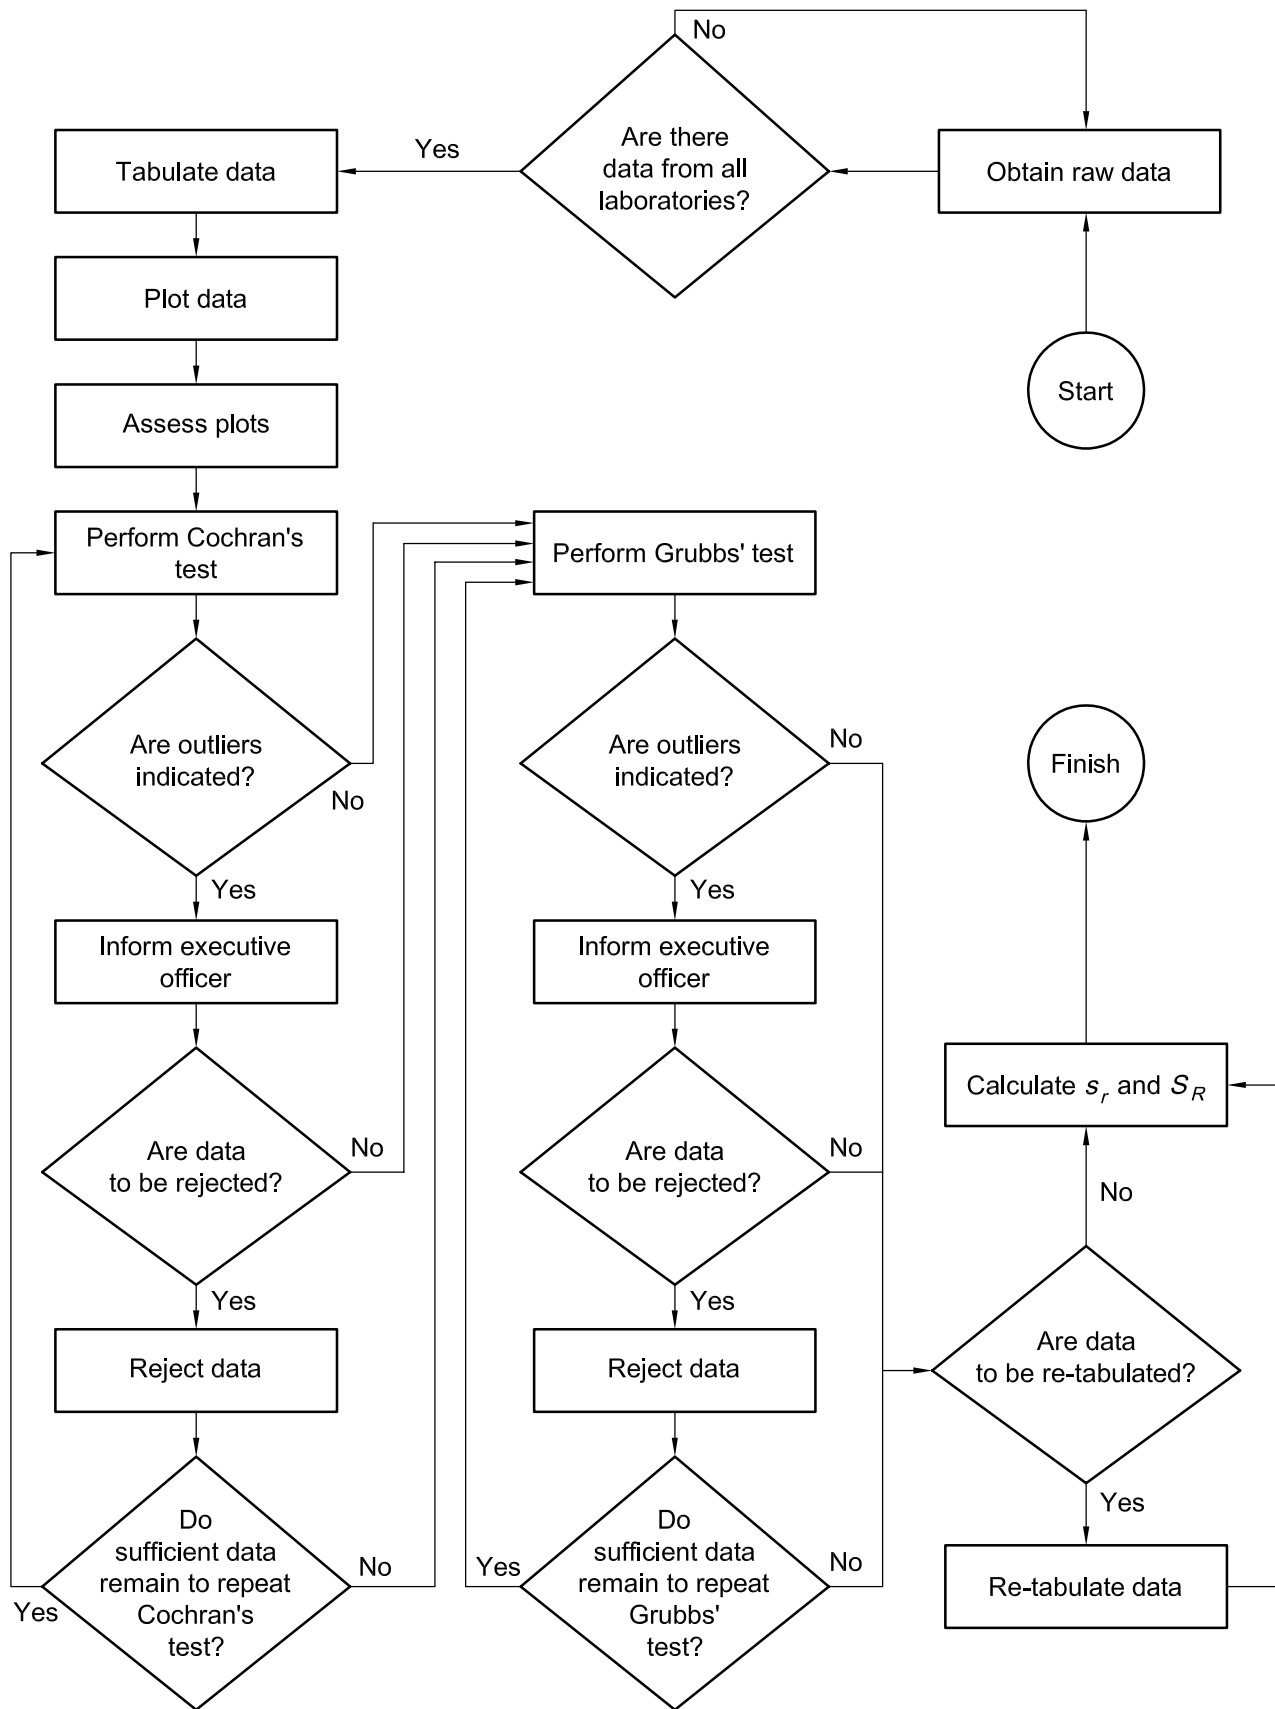 No
Are there
data from all
laboratories?
Yes
Tabulate data
Obtain raw data
Plot data
Start
Assess plots
Perform Cochran's
test
Perform Grubbs' test
Are outliers
indicated?
No
Are outliers
indicated?
No
Finish
Yes
Yes
Inform executive
officer
Inform executive
officer
Calculate s_r and S_R
Are data
to be rejected?
No
Are data
to be rejected?
No
No
Yes
Yes
Reject data
Reject data
Are data
to be re-tabulated?
Yes
Do
sufficient data
remain to repeat
Cochran's
test?
Yes
No
Do
sufficient data
remain to repeat
Grubbs'
test?
Yes
No
Re-tabulate data